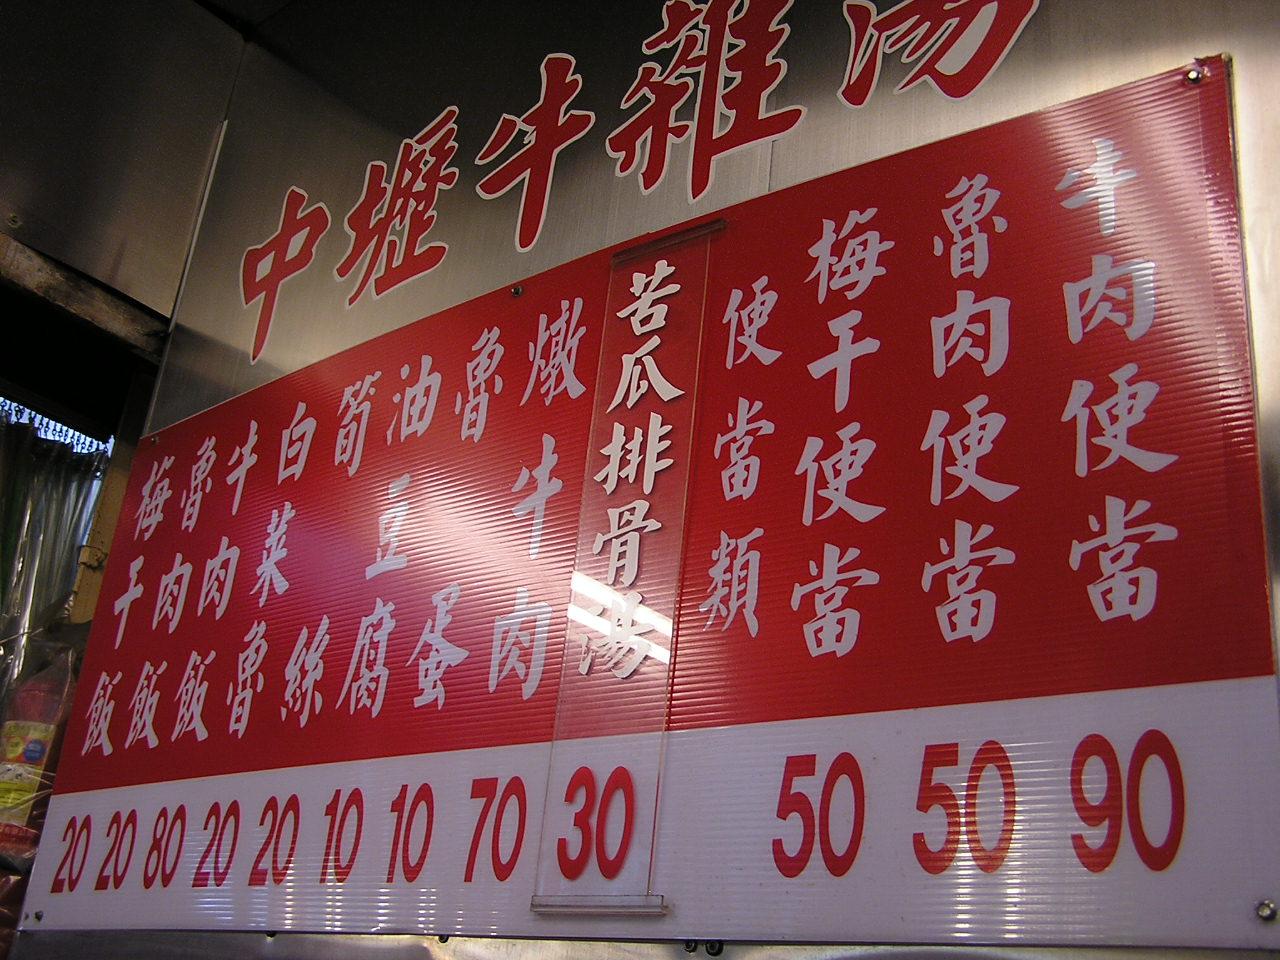 中壢牛雜湯
梅干飯 20
魯肉飯 20
牛肉飯 80
白菜魯 20
筍絲 20
油豆腐 10
魯蛋 10
燉牛肉 70
苦瓜排骨湯 30
便當類
梅干便當 50
魯肉便當 50
牛肉便當 90